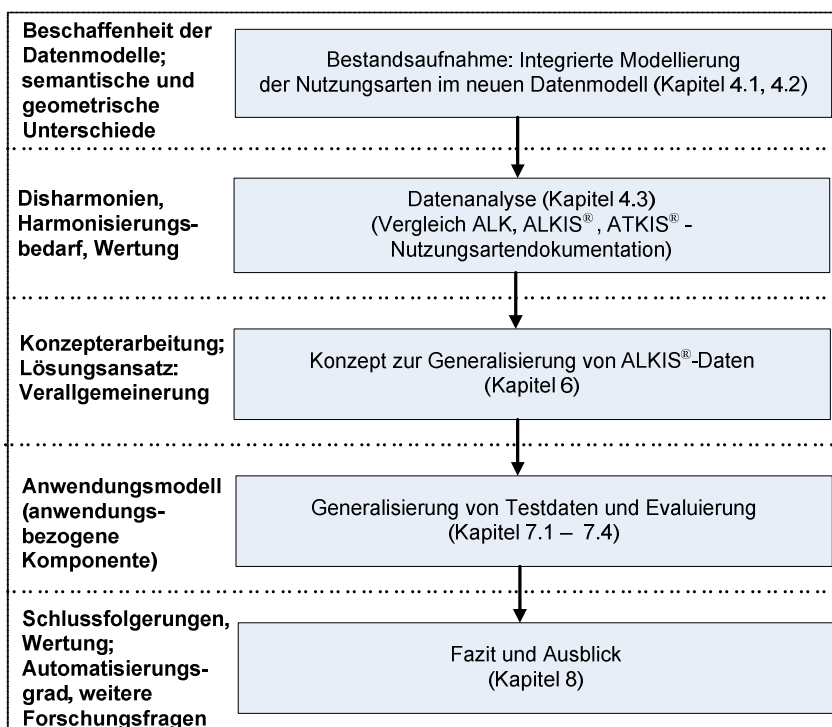 Beschaffenheit der
Datenmodelle;
semantische und
geometrische
Unterschiede
Bestandsaufnahme: Integrierte Modellierung
der Nutzungsarten im neuen Datenmodell (Kapitel 4.1, 4.2)
Disharmonien,
Harmonisierungs-
bedarf, Wertung
Datenanalyse (Kapitel 4.3)
(Vergleich ALK, ALKIS®, ATKIS® -
Nutzungsartendokumentation)
Konzepterarbeitung;
Lösungsansatz:
Verallgemeinerung
Konzept zur Generalisierung von ALKIS®-Daten
(Kapitel 6)
Anwendungsmodell
(anwendungs-
bezogene
Komponente)
Generalisierung von Testdaten und Evaluierung
(Kapitel 7.1 – 7.4)
Schlussfolgerungen,
Wertung;
Automatisierungs-
grad, weitere
Forschungsfragen
Fazit und Ausblick
(Kapitel 8)